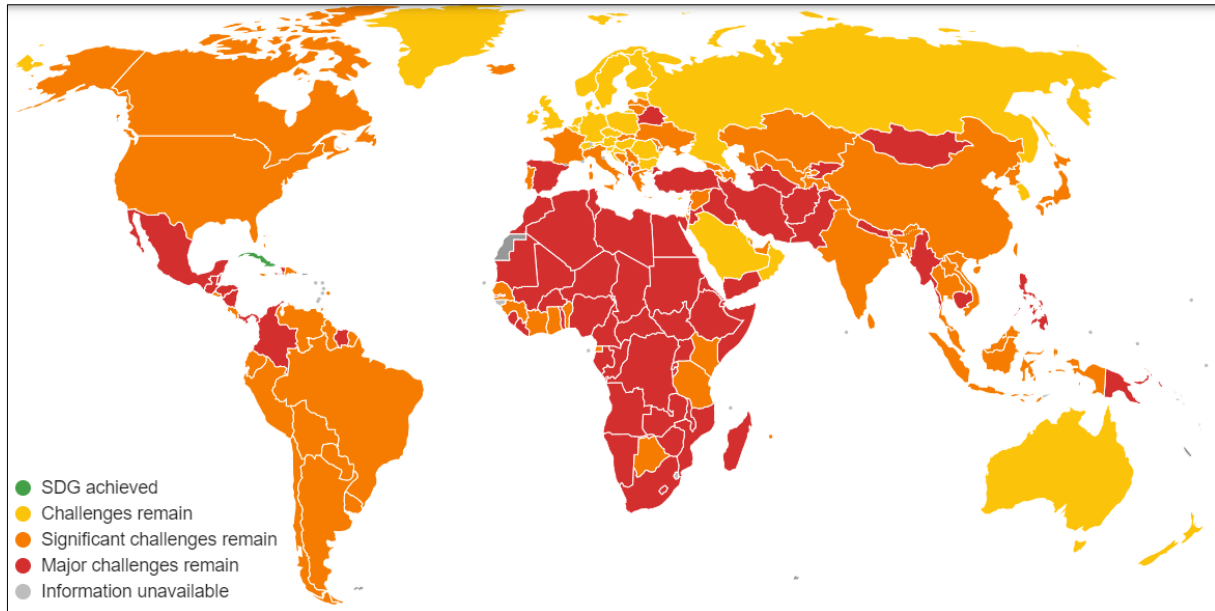 SDG achieved
Challenges remain
Significant challenges remain
Major challenges remain
Information unavailable